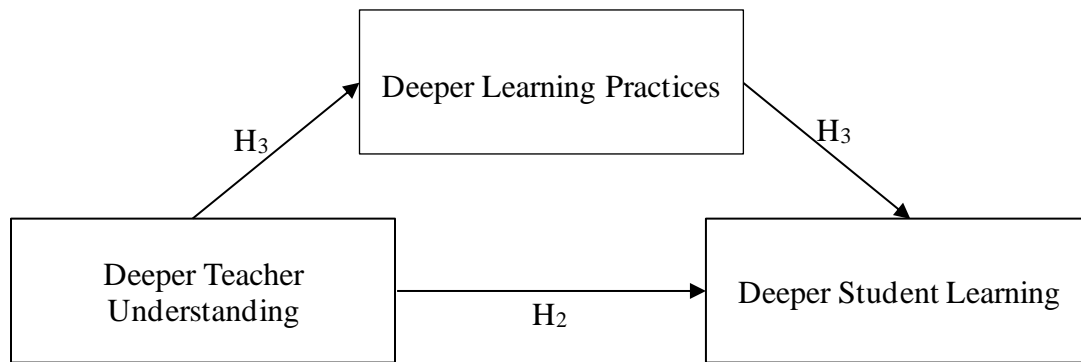 Deeper Learning Practices
H₃
H₃
Deeper Teacher
Understanding
H₂
Deeper Student Learning